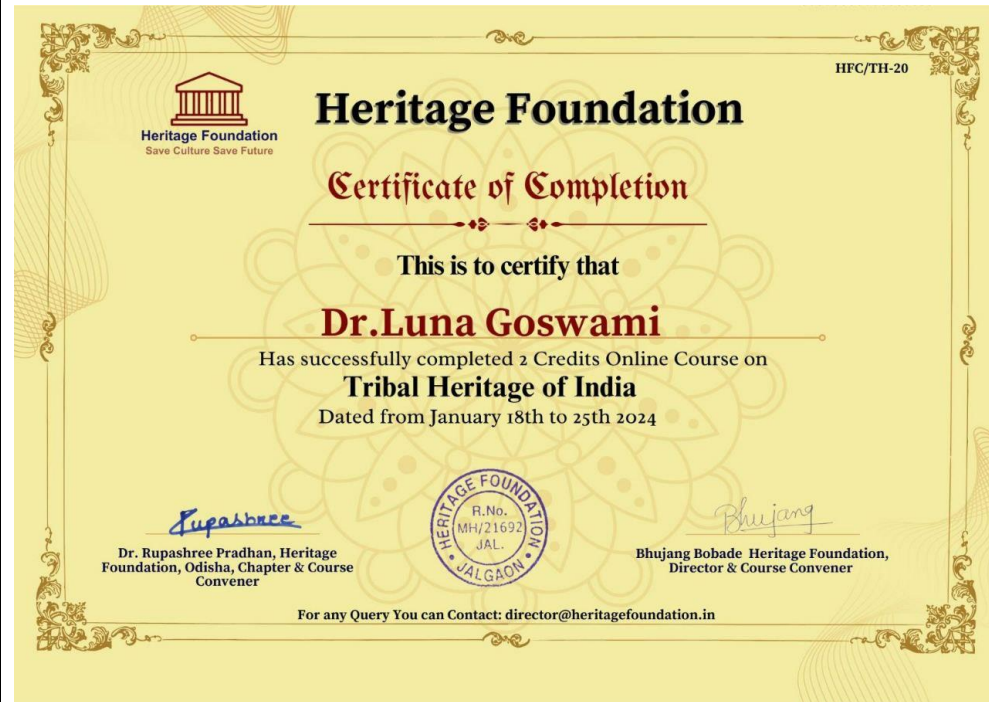 HFC/TH-20
Heritage Foundation
Save Culture Save Future
Heritage Foundation
Certificate of Completion
This is to certify that
Dr.Luna Goswami
Has successfully completed 2 Credits Online Course on
Tribal Heritage of India
Dated from January 18th to 25th 2024
Rupashree
Dr. Rupashree Pradhan, Heritage
Foundation, Odisha, Chapter & Course
Convener
HERITAGE FOUNDATION
R.No.
MH/21692
JAL.
JALGAON
Bhujang
Bhujang Bobade Heritage Foundation,
Director & Course Convener
For any Query You can Contact: director@heritagefoundation.in